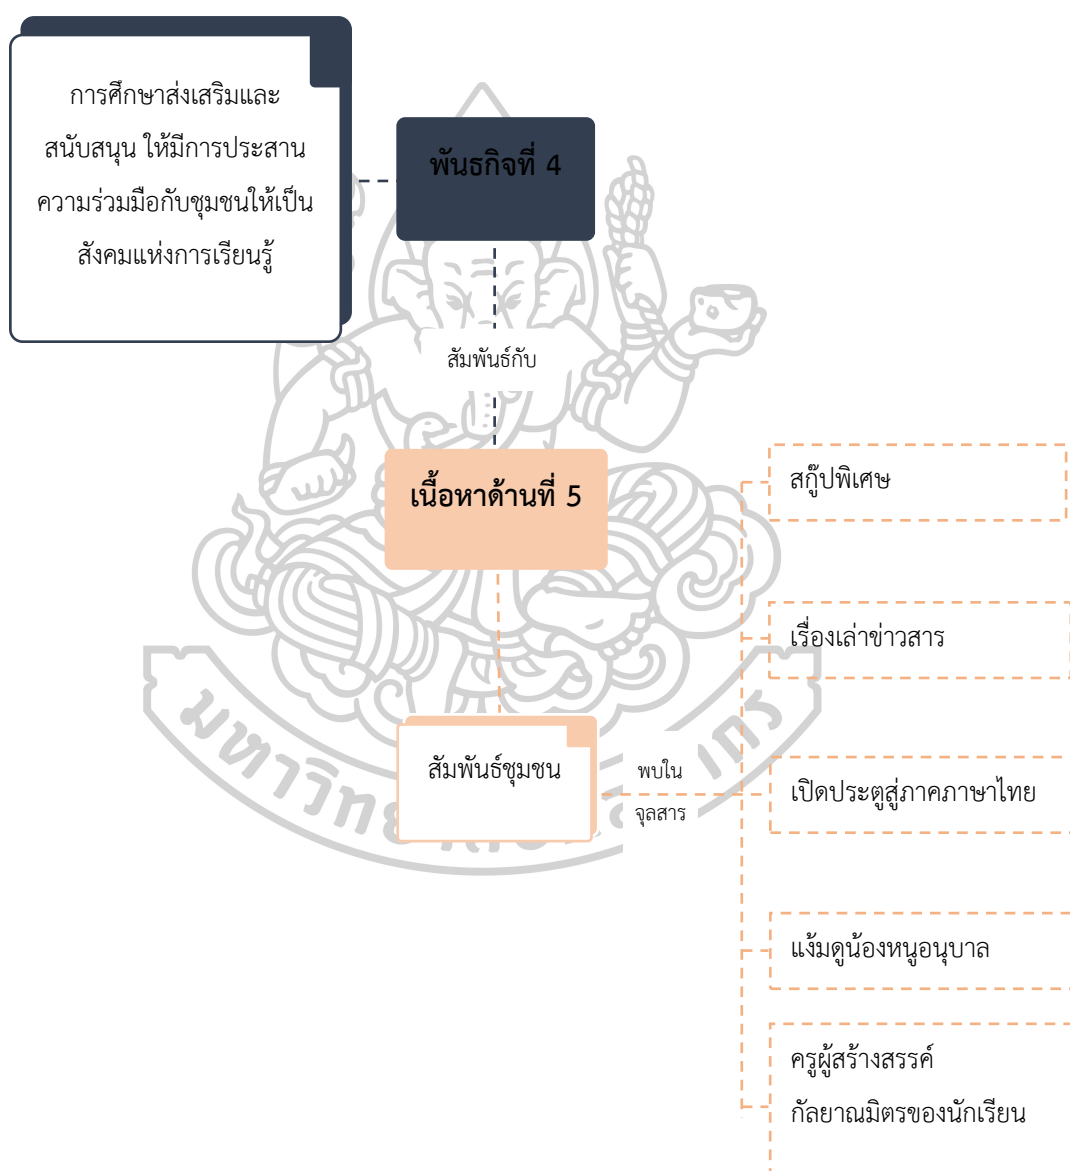 การศึกษาส่งเสริมและ
สนับสนุน ให้มีการประสาน
ความร่วมมือกับชุมชนให้เป็น
สังคมแห่งการเรียนรู้
พันธกิจที่ 4
สัมพันธ์กับ
เนื้อหาด้านที่ 5
สัมพันธ์ชุมชน
พบใน
จุลสาร
สกู๊ปพิเศษ
เรื่องเล่าข่าวสาร
เปิดประตูสู่ภาคภาษาไทย
แง้มดูน้องหนูอนุบาล
ครูผู้สร้างสรรค์
กัลยาณมิตรของนักเรียน